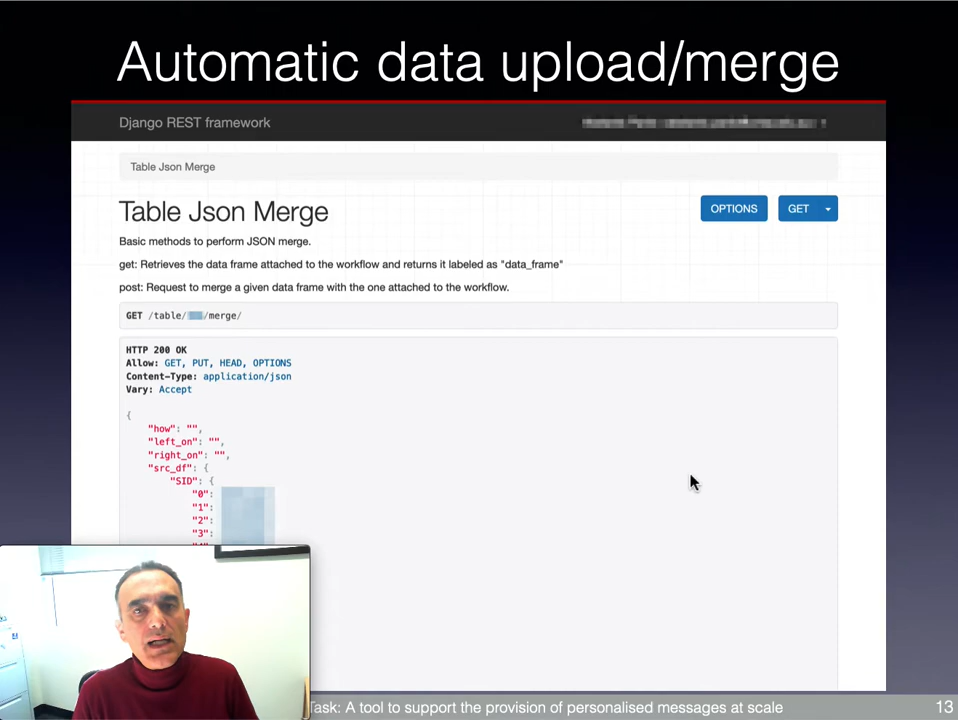 Automatic data upload/merge
Django REST framework
Table Json Merge
Table Json Merge
OPTIONS
GET
Basic methods to perform JSON merge.
get: Retrieves the data frame attached to the workflow and returns it labeled as "data_frame"
post: Request to merge a given data frame with the one attached to the workflow.
GET /table/ /merge/
HTTP 200 OK
Allow: GET, PUT, HEAD, OPTIONS
Content-Type: application/json
Vary: Accept
{
"how": "",
"left_on": "",
"right_on": "",
"src_df": {
"SID": {
"0":
"1":
"2":
"3":
Task: A tool to support the provision of personalised messages at scale
13